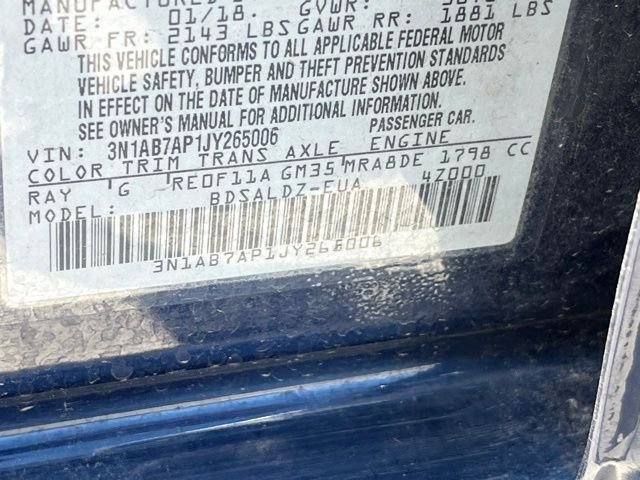 MANUFACTURED
DATE: 01/18. GVWR:
GAWR FR: 2143 LBS GAWR RR: 1881 LBS
THIS VEHICLE CONFORMS TO ALL APPLICABLE FEDERAL MOTOR
VEHICLE SAFETY, BUMPER AND THEFT PREVENTION STANDARDS
IN EFFECT ON THE DATE OF MANUFACTURE SHOWN ABOVE.
SEE OWNER'S MANUAL FOR ADDITIONAL INFORMATION.
VIN: 3N1AB7AP1JY265006 PASSENGER CAR.
COLOR TRIM TRANS AXLE ENGINE
RAY G RE0F11A GM35 MRA8DE 1798 CC
MODEL: BDSALDZ-EUA 4Z000
3N1AB7AP1JY265006